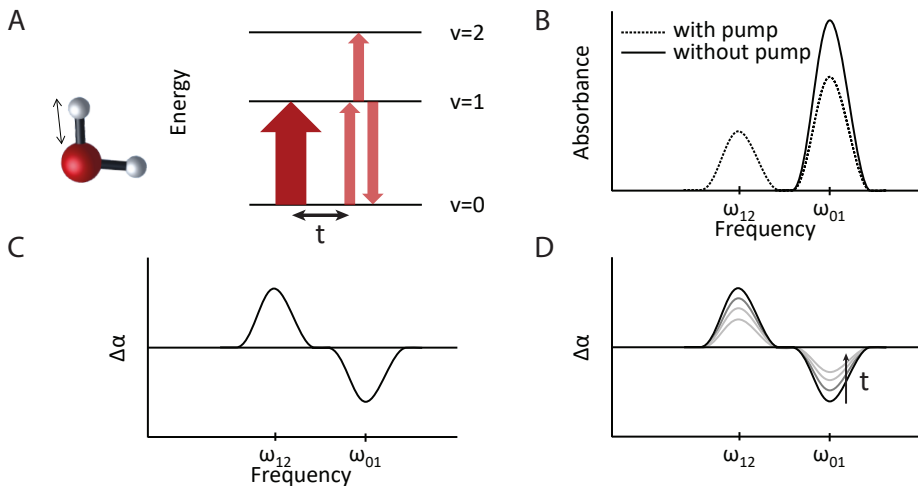 A
Energy
v=2
v=1
v=0
t
B
with pump
without pump
Absorbance
ω12
ω01
Frequency
C
Δα
ω12
ω01
Frequency
D
Δα
t
ω12
ω01
Frequency